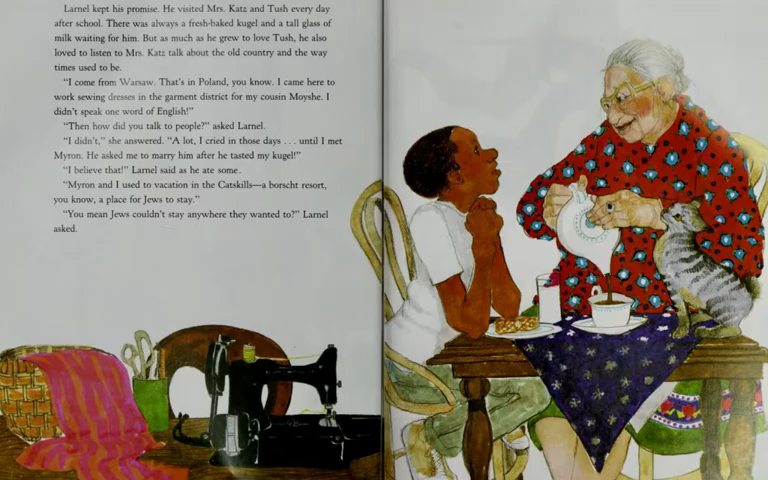 Larnel kept his promise. He visited Mrs. Katz and Tush every day
after school. There was always a fresh-baked kugel and a tall glass of
milk waiting for him. But as much as he grew to love Tush, he also
loved to listen to Mrs. Katz talk about the old country and the way
times used to be.
“I come from Warsaw. That’s in Poland, you know. I came here to
work sewing dresses in the garment district for my cousin Moyshe. I
didn’t speak one word of English!”
“Then how did you talk to people?” asked Larnel.
“I didn’t,” she answered. “A lot, I cried in those days . . . until I met
Myron. He asked me to marry him after he tasted my kugel!”
“I believe that!” Larnel said as he ate some.
“Myron and I used to vacation in the Catskills—a borscht resort,
you know, a place for Jews to stay.”
“You mean Jews couldn’t stay anywhere they wanted to?” Larnel
asked.